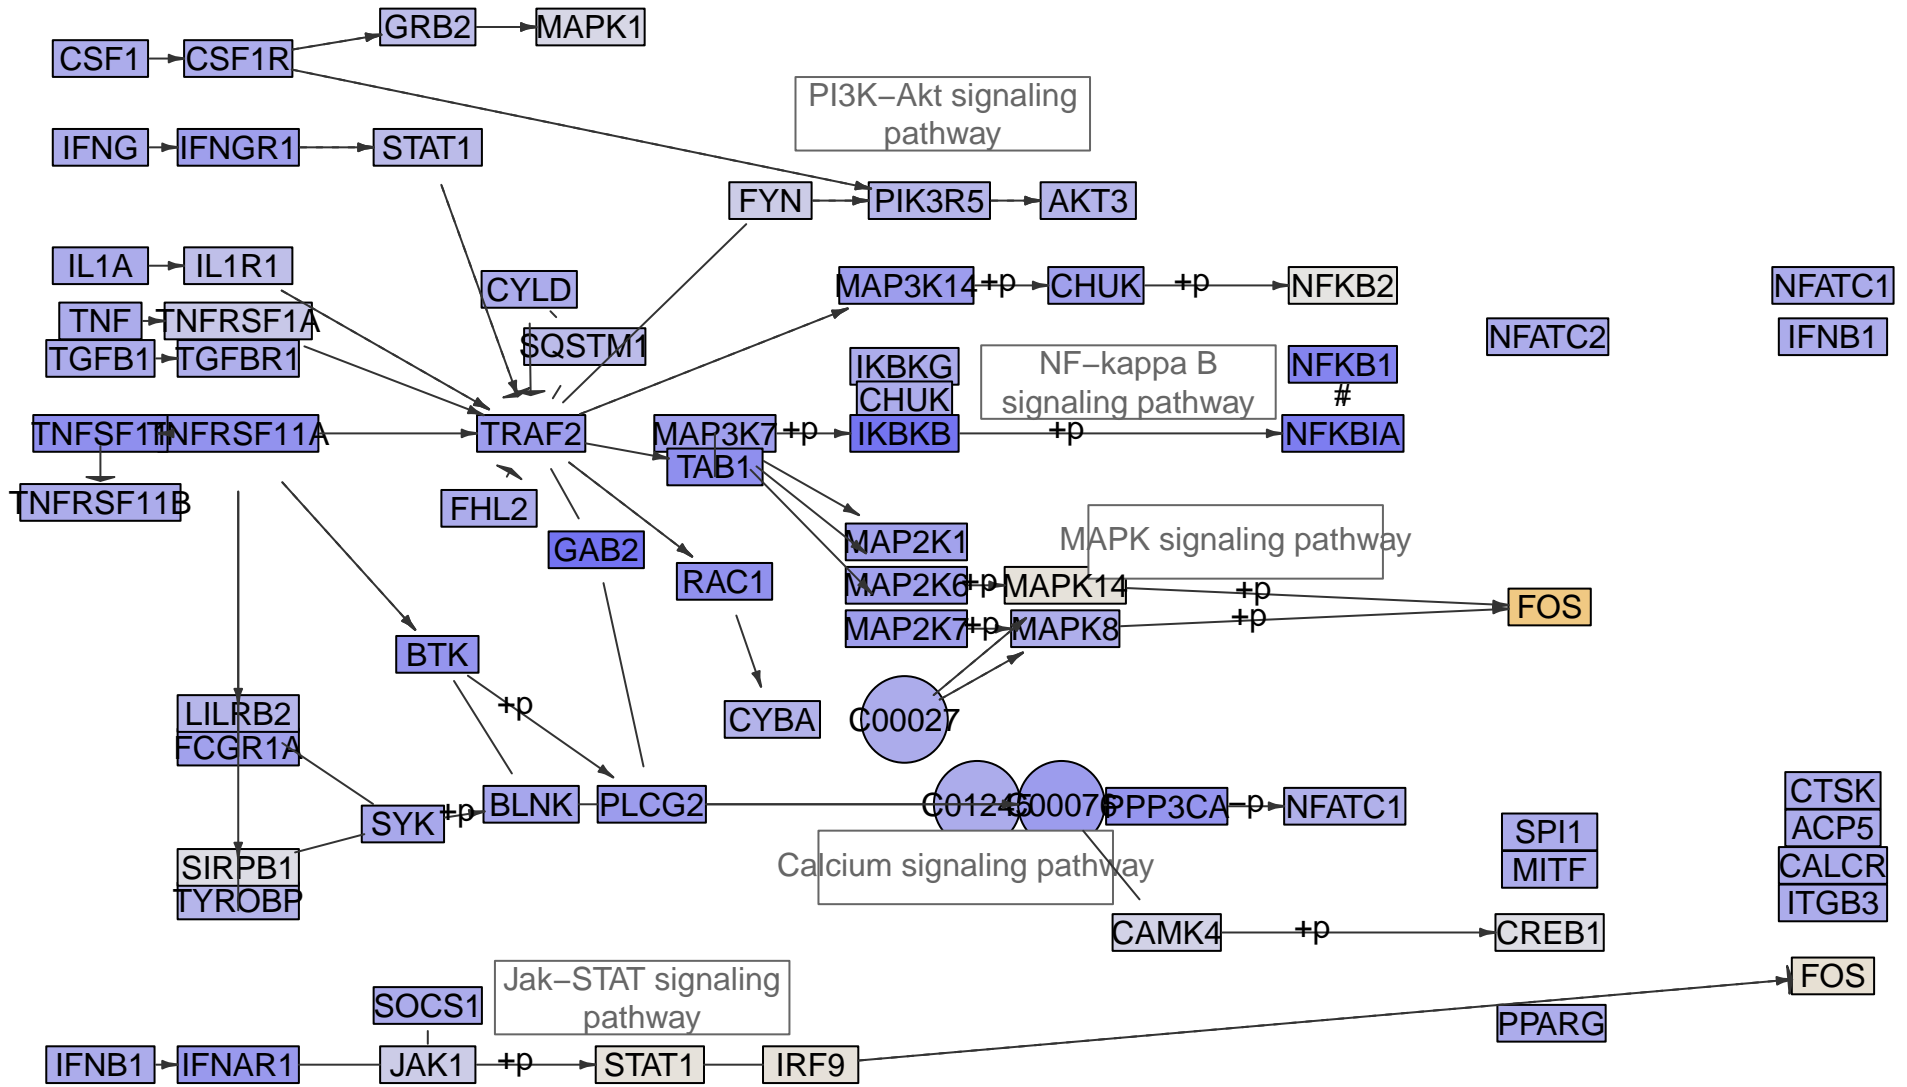 GRB2
MAPK1
CSF1
CSF1R
PI3K−Akt signaling
pathway
IFNG
IFNGR1
STAT1
FYN
PIK3R5
AKT3
IL1A
IL1R1
CYLD
MAP3K14
+p
CHUK
+p
NFKB2
NFATC1
TNF
TNFRSF1A
SQSTM1
NFATC2
IFNB1
TGFB1
TGFBR1
IKBKG
NF−kappa B
signaling pathway
NFKB1
CHUK
#
TNFSF11
TNFRSF11A
TRAF2
MAP3K7
+p
IKBKB
+p
NFKBIA
TAB1
TNFRSF11B
FHL2
GAB2
MAP2K1
MAPK signaling pathway
RAC1
MAP2K6
+p
MAPK14
+p
FOS
MAP2K7
+p
MAPK8
+p
BTK
+p
LILRB2
CYBA
C00027
FCGR1A
SYK
+p
BLNK
PLCG2
C01245
C00076
PPP3CA
−p
NFATC1
CTSK
SPI1
ACP5
SIRPB1
Calcium signaling pathway
MITF
CALCR
TYROBP
ITGB3
CAMK4
+p
CREB1
Jak−STAT signaling
pathway
FOS
SOCS1
PPARG
IFNB1
IFNAR1
JAK1
+p
STAT1
IRF9